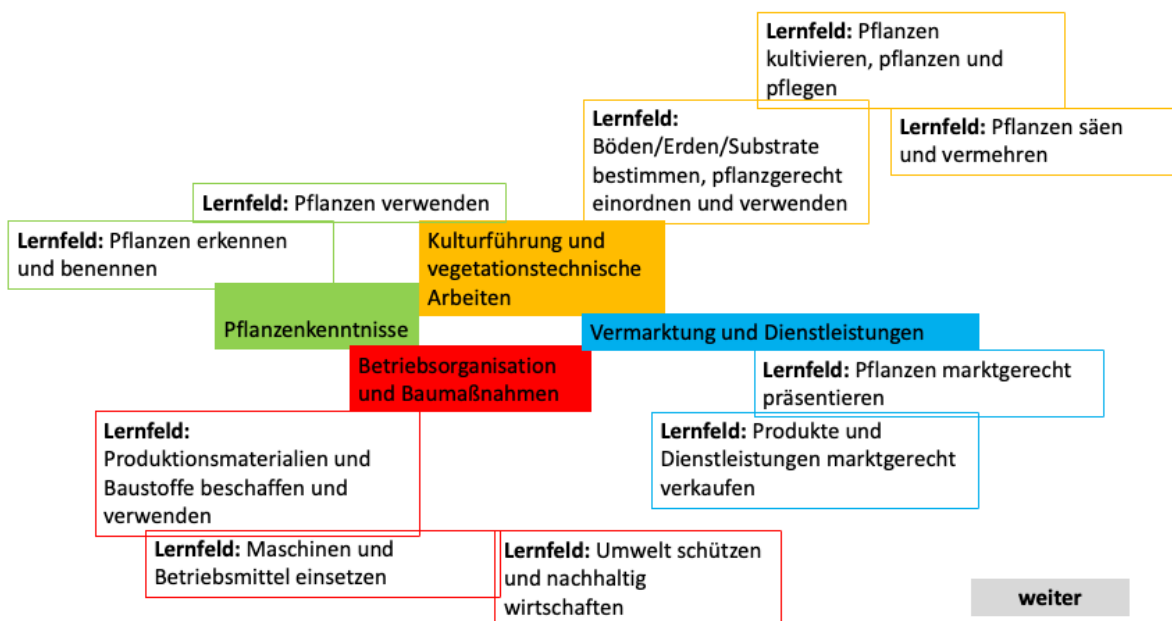 Lernfeld: Pflanzen
kultivieren, pflanzen und
pflegen
Lernfeld:
Böden/Erden/Substrate
bestimmen, pflanzgerecht
einordnen und verwenden
Lernfeld: Pflanzen säen
und vermehren
Lernfeld: Pflanzen verwenden
Lernfeld: Pflanzen erkennen
und benennen
Kulturführung und
vegetationstechnische
Arbeiten
Pflanzenkenntnisse
Vermarktung und Dienstleistungen
Betriebsorganisation
und Baumaßnahmen
Lernfeld: Pflanzen marktgerecht
präsentieren
Lernfeld:
Produktionsmaterialien und
Baustoffe beschaffen und
verwenden
Lernfeld: Produkte und
Dienstleistungen marktgerecht
verkaufen
Lernfeld: Maschinen und
Betriebsmittel einsetzen
Lernfeld: Umwelt schützen
und nachhaltig
wirtschaften
weiter